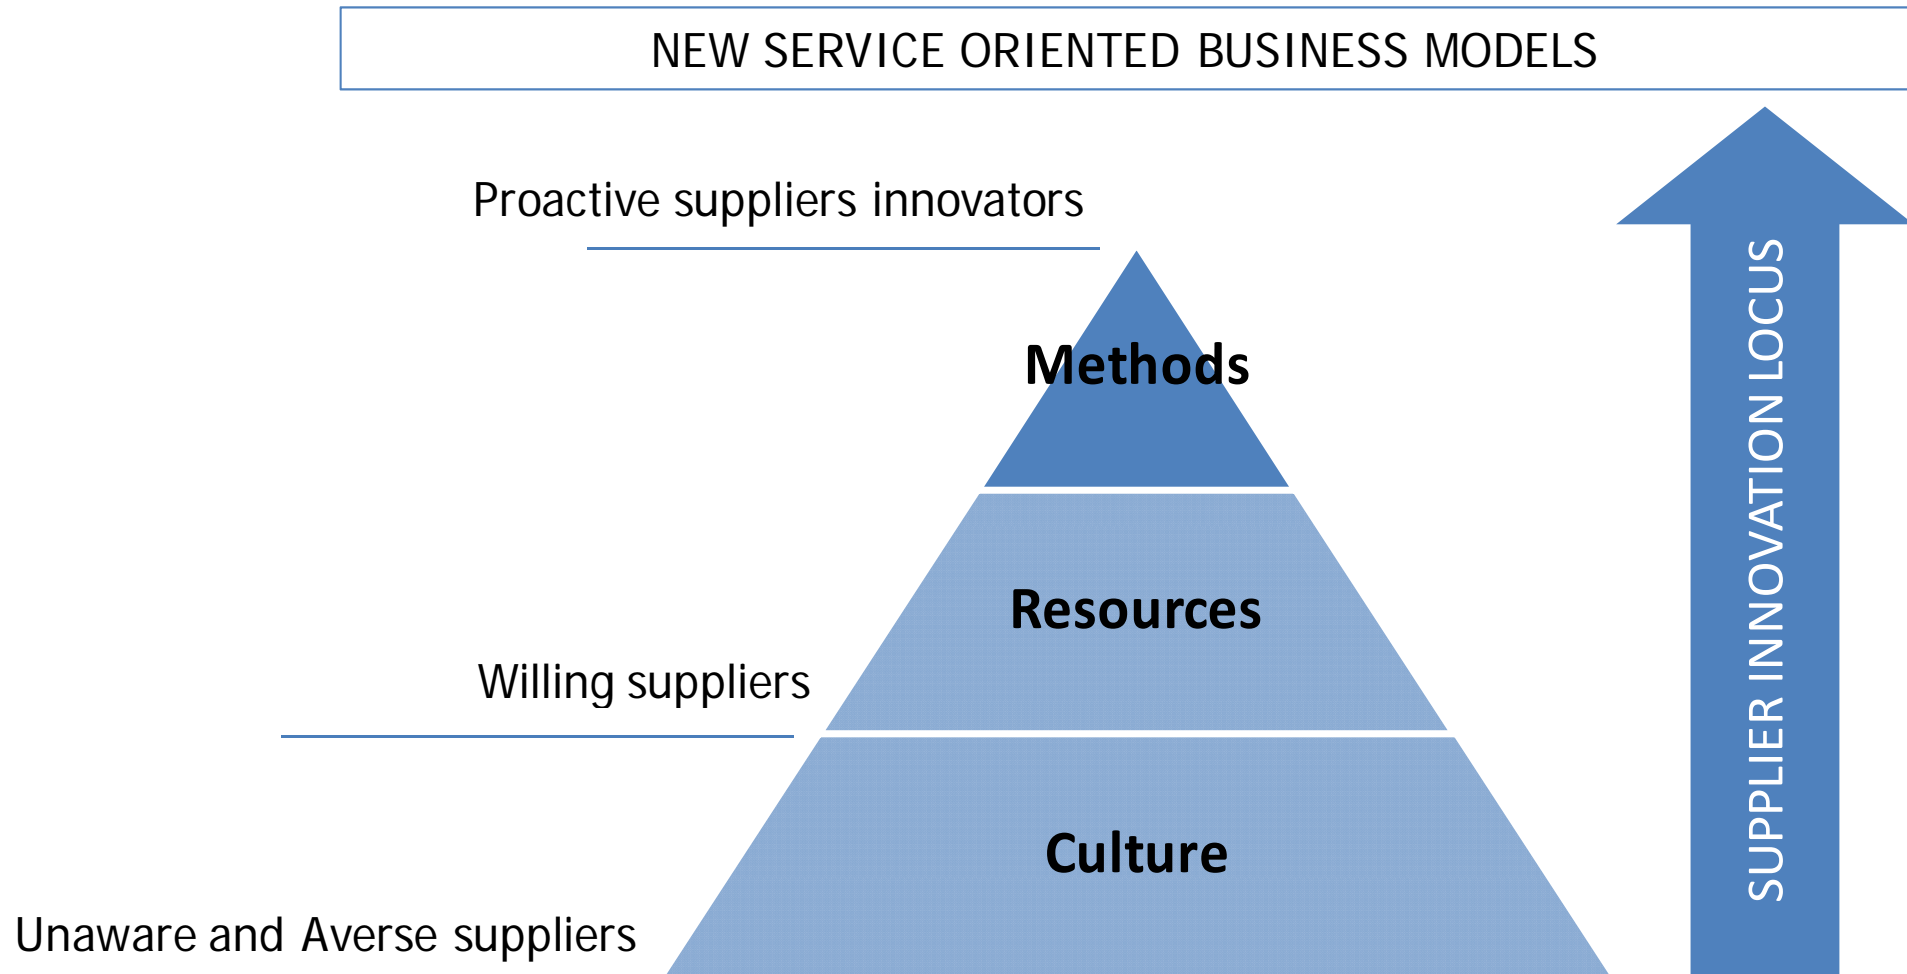 NEW SERVICE ORIENTED BUSINESS MODELS
Proactive suppliers innovators
Methods
Resources
Willing suppliers
Culture
Unaware and Averse suppliers
SUPPLIER INNOVATION LOCUS